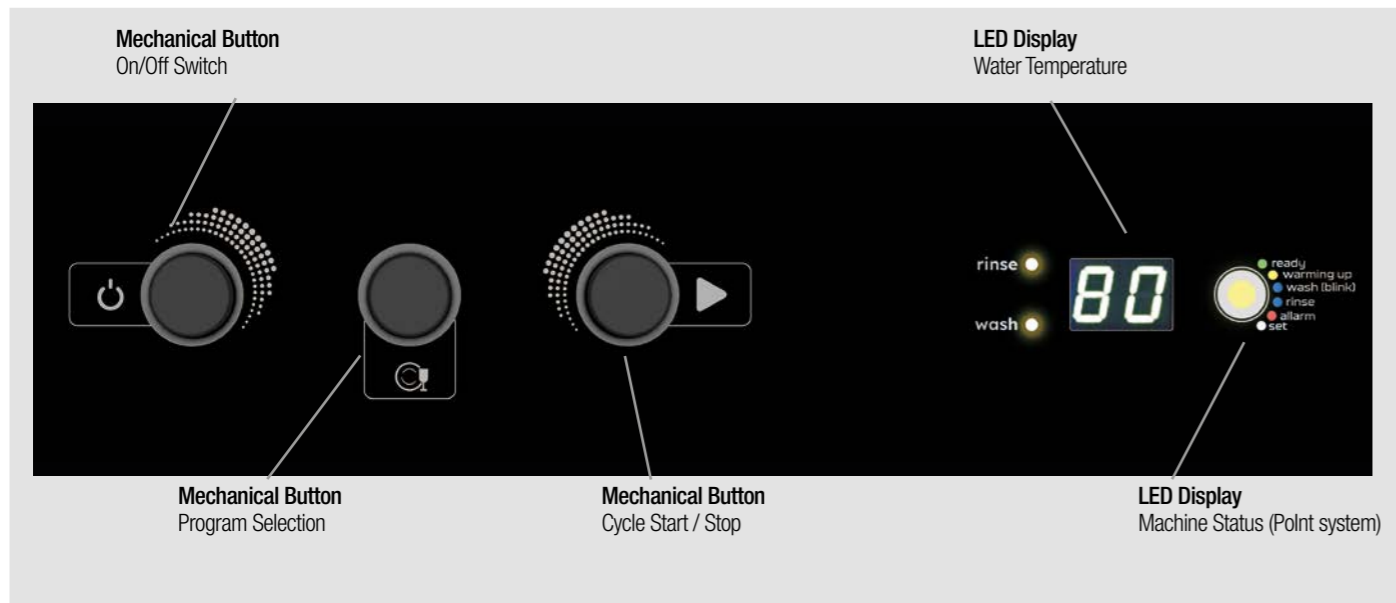 Mechanical Button
On/Off Switch
LED Display
Water Temperature
rinse
wash
80
ready
warming up
wash (blink)
rinse
allarm
set
Mechanical Button
Program Selection
Mechanical Button
Cycle Start / Stop
LED Display
Machine Status (PoInt system)